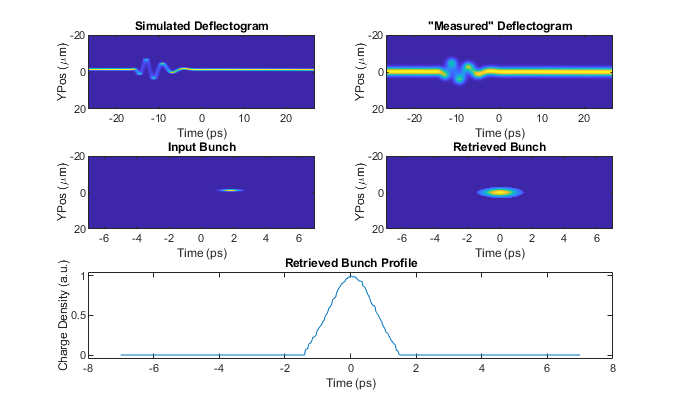 Simulated Deflectogram
"Measured" Deflectogram
YPos (μm)
-20
0
20
-20 -10 0 10 20
Time (ps)
YPos (μm)
-20
0
20
-20 -10 0 10 20
Time (ps)
Input Bunch
Retrieved Bunch
YPos (μm)
-20
0
20
-6 -4 -2 0 2 4 6
Time (ps)
YPos (μm)
-20
0
20
-6 -4 -2 0 2 4 6
Time (ps)
Retrieved Bunch Profile
Charge Density (a.u.)
1
0.5
0
-8 -6 -4 -2 0 2 4 6 8
Time (ps)